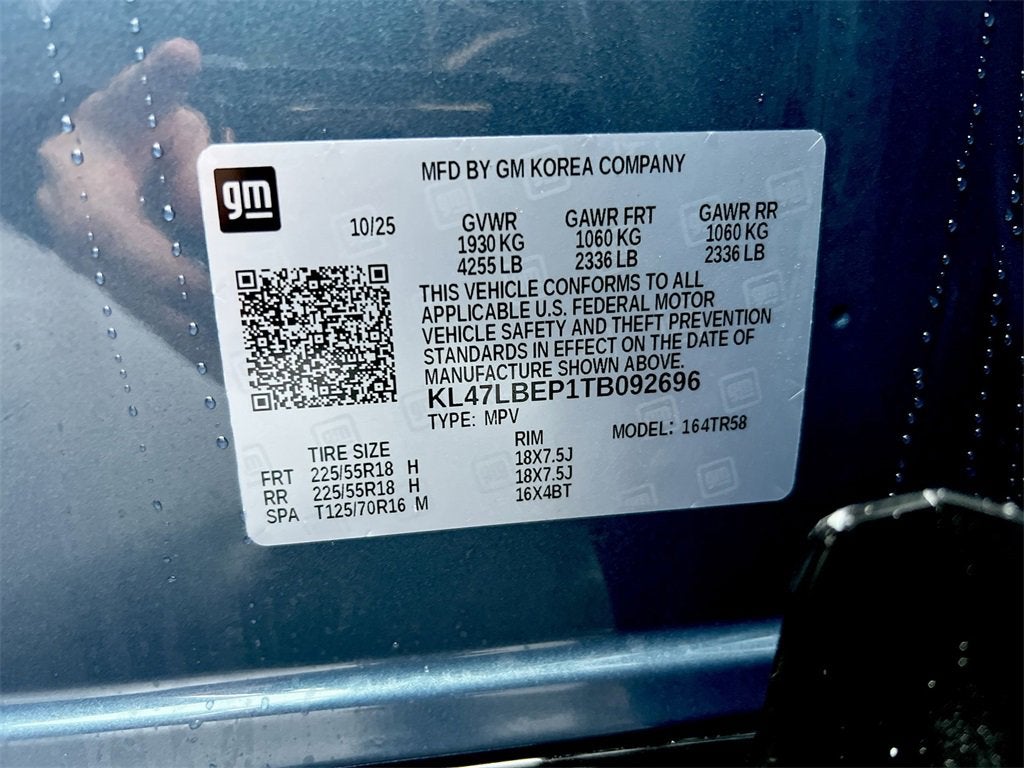 gm
MFD BY GM KOREA COMPANY
10/25 GVWR GAWR FRT GAWR RR
1930 KG 1060 KG 1060 KG
4255 LB 2336 LB 2336 LB
THIS VEHICLE CONFORMS TO ALL
APPLICABLE U.S. FEDERAL MOTOR
VEHICLE SAFETY AND THEFT PREVENTION
STANDARDS IN EFFECT ON THE DATE OF
MANUFACTURE SHOWN ABOVE.
KL47LBEP1TB092696
TYPE: MPV MODEL: 164TR58
TIRE SIZE RIM
FRT 225/55R18 H 18X7.5J
RR 225/55R18 H 18X7.5J
SPA T125/70R16 M 16X4BT